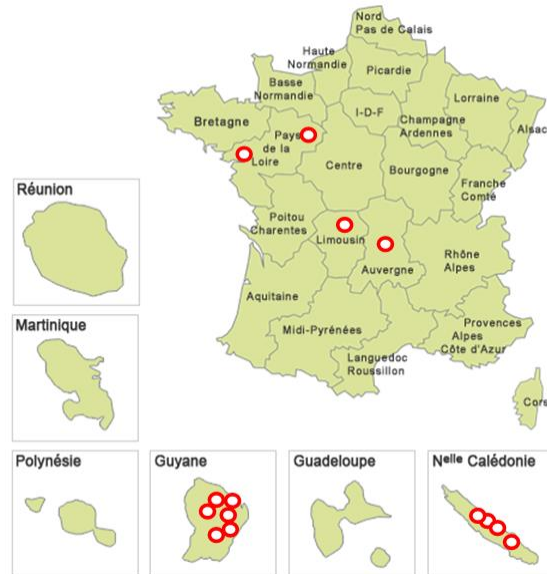 Nord
Pas de Calais
Haute
Normandie
Picardie
Basse
Normandie
I-D-F
Lorraine
Champagne
Ardennes
Alsac
Bretagne
Pays
de la
Loire
Centre
Bourgogne
Franche
Comté
Réunion
Poitou
Charentes
Limousin
Auvergne
Rhône
Alpes
Aquitaine
Martinique
Midi-Pyrénées
Provences
Alpes
Côte d'Azur
Languedoc
Roussillon
Cors
Polynésie
Guyane
Guadeloupe
Nelle Calédonie